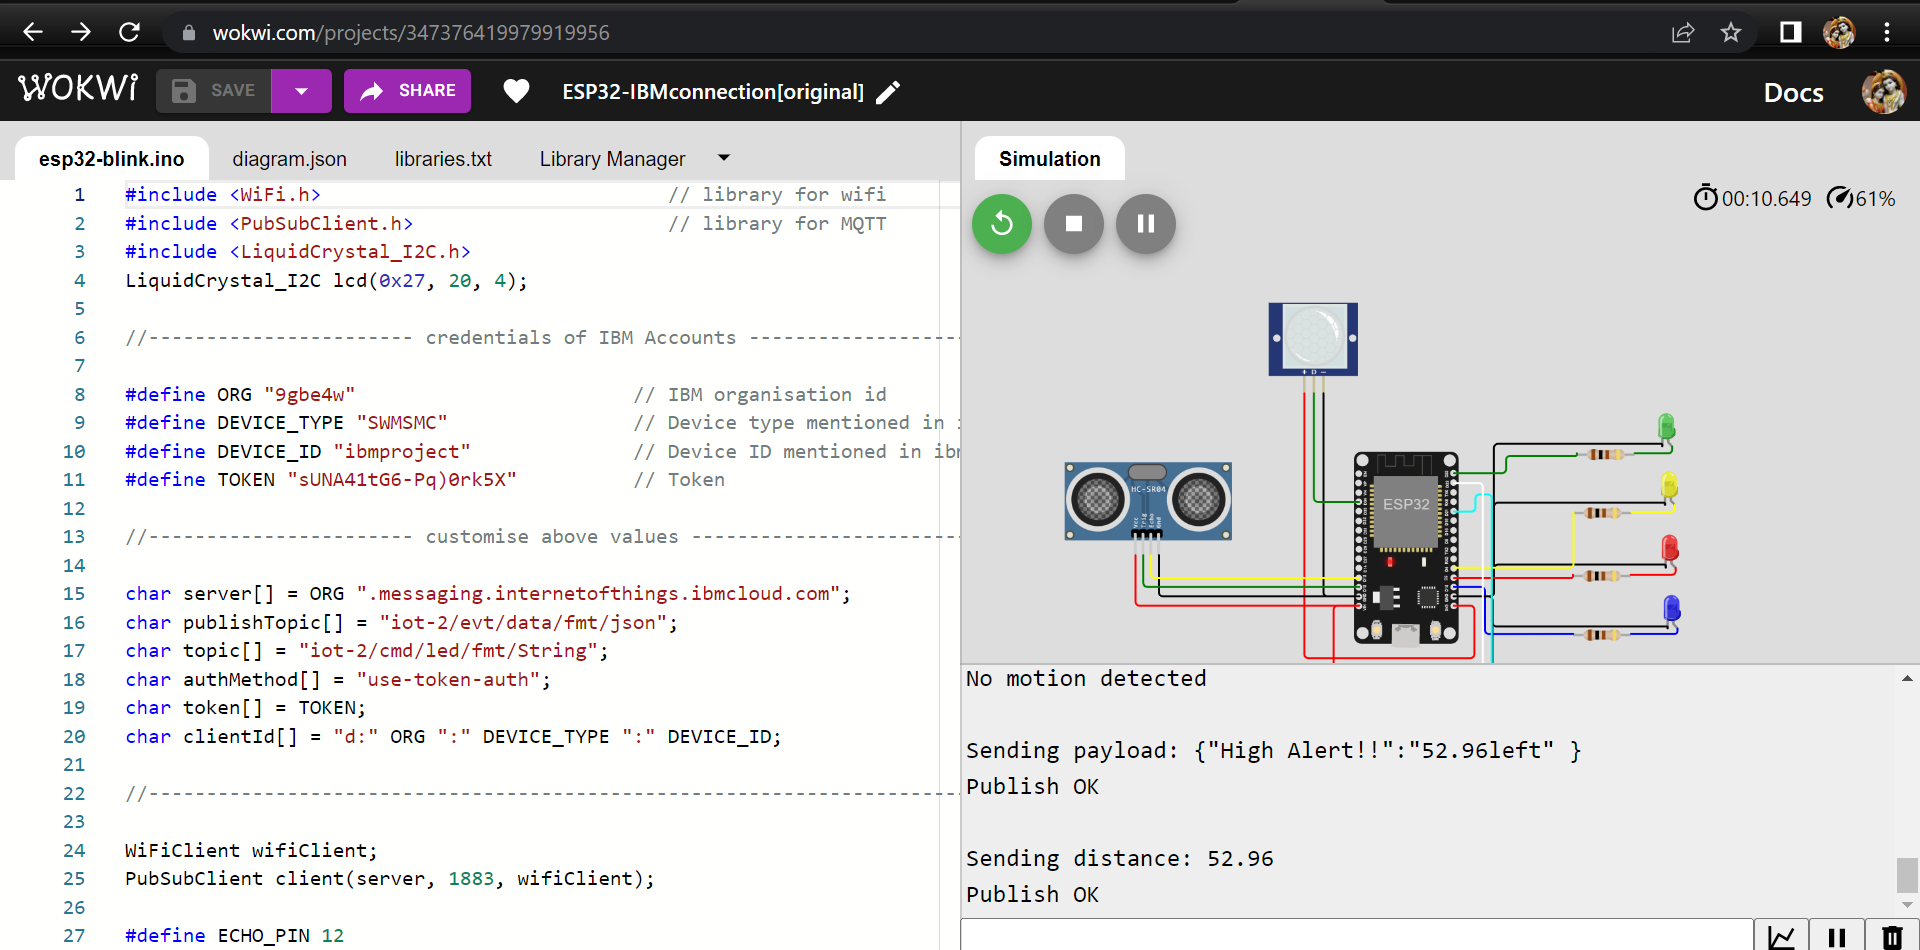 wokwi.com/projects/347376419979919956
WOKWi
SAVE
SHARE
ESP32-IBMconnection[original]
Docs
esp32-blink.ino
diagram.json
libraries.txt
Library Manager
1 #include <WiFi.h> // library for wifi
2 #include <PubSubClient.h> // library for MQTT
3 #include <LiquidCrystal_I2C.h>
4 LiquidCrystal_I2C lcd(0x27, 20, 4);
5
6 //----------------------- credentials of IBM Accounts -------------------
7
8 #define ORG "9gbe4w" // IBM organisation id
9 #define DEVICE_TYPE "SWMSMC" // Device type mentioned in
10 #define DEVICE_ID "ibmproject" // Device ID mentioned in ibm
11 #define TOKEN "sUNA41tG6-Pq)0rk5X" // Token
12
13 //----------------------- customise above values ------------------------
14
15 char server[] = ORG ".messaging.internetofthings.ibmcloud.com";
16 char publishTopic[] = "iot-2/evt/data/fmt/json";
17 char topic[] = "iot-2/cmd/led/fmt/String";
18 char authMethod[] = "use-token-auth";
19 char token[] = TOKEN;
20 char clientId[] = "d:" ORG ":" DEVICE_TYPE ":" DEVICE_ID;
21
22 //-----------------------------------------------------------------------
23
24 WiFiClient wifiClient;
25 PubSubClient client(server, 1883, wifiClient);
26
27 #define ECHO_PIN 12
Simulation
00:10.649
61%
+ D -
HC-SR04
Vcc
Trig
Echo
Gnd
ESP32
No motion detected
Sending payload: {"High Alert!!":"52.96left" }
Publish OK
Sending distance: 52.96
Publish OK